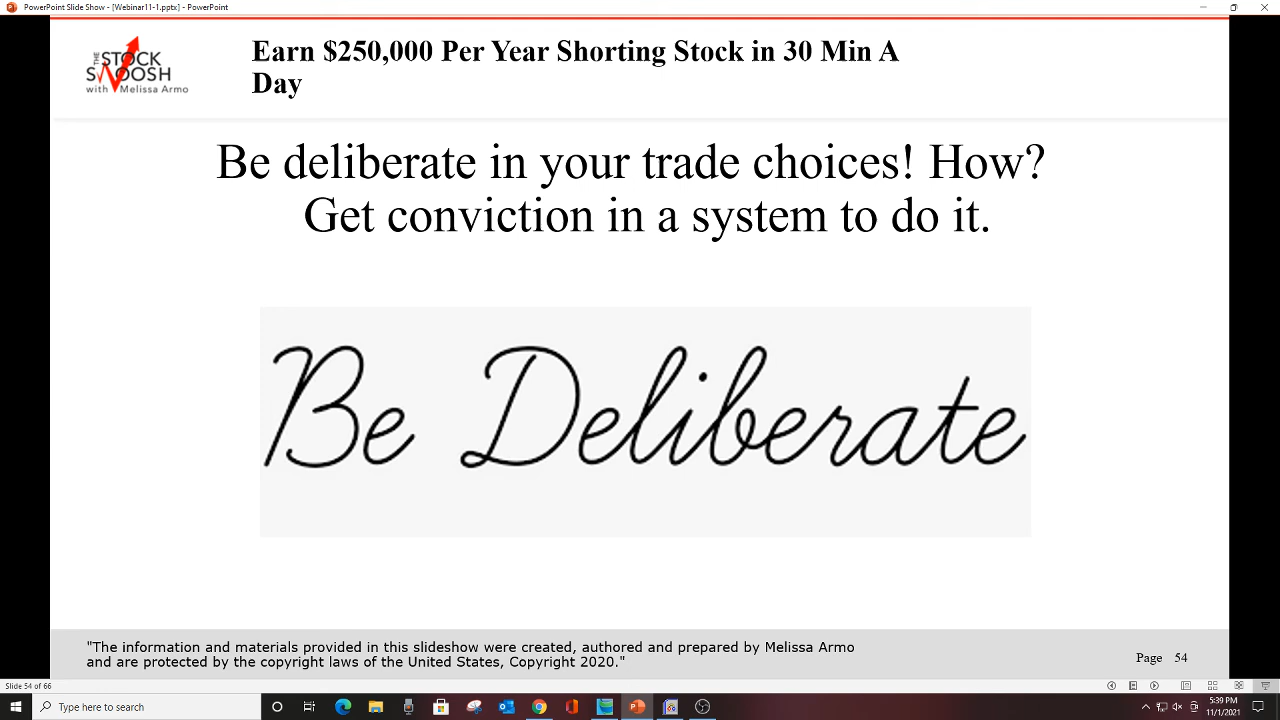 PowerPoint Slide Show - [Webinar11-1.pptx] - PowerPoint
THE STOCK
SWOOSH
with Melissa Armo
Earn $250,000 Per Year Shorting Stock in 30 Min A
Day
Be deliberate in your trade choices! How?
Get conviction in a system to do it.
Be Deliberate
"The information and materials provided in this slideshow were created, authored and prepared by Melissa Armo
and are protected by the copyright laws of the United States, Copyright 2020."
Page 54
Slide 54 of 66
Type here to search
5:39 PM
11/1/2021